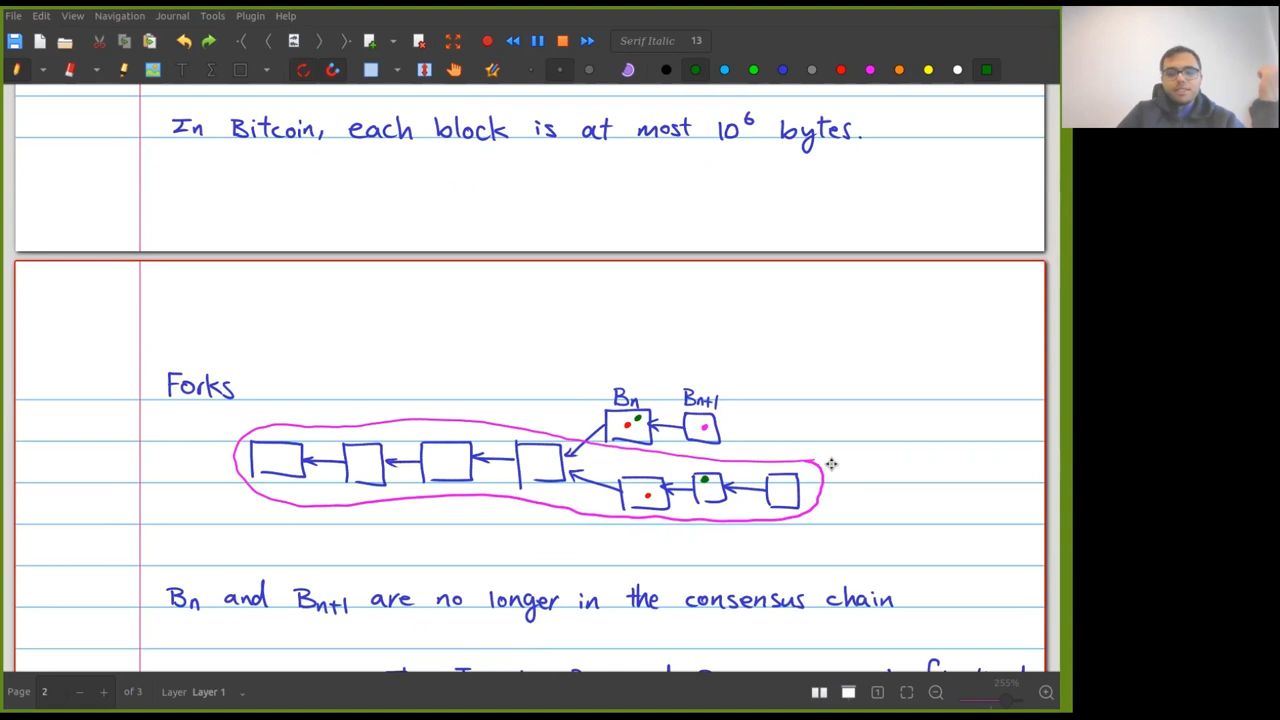 File Edit View Navigation Journal Tools Plugin Help
Serif Italic 13
In Bitcoin, each block is at most 10⁶ bytes.
Forks
Bn Bn+1
Bn and Bn+1 are no longer in the consensus chain
Page 2 of 3 Layer Layer 1
255%